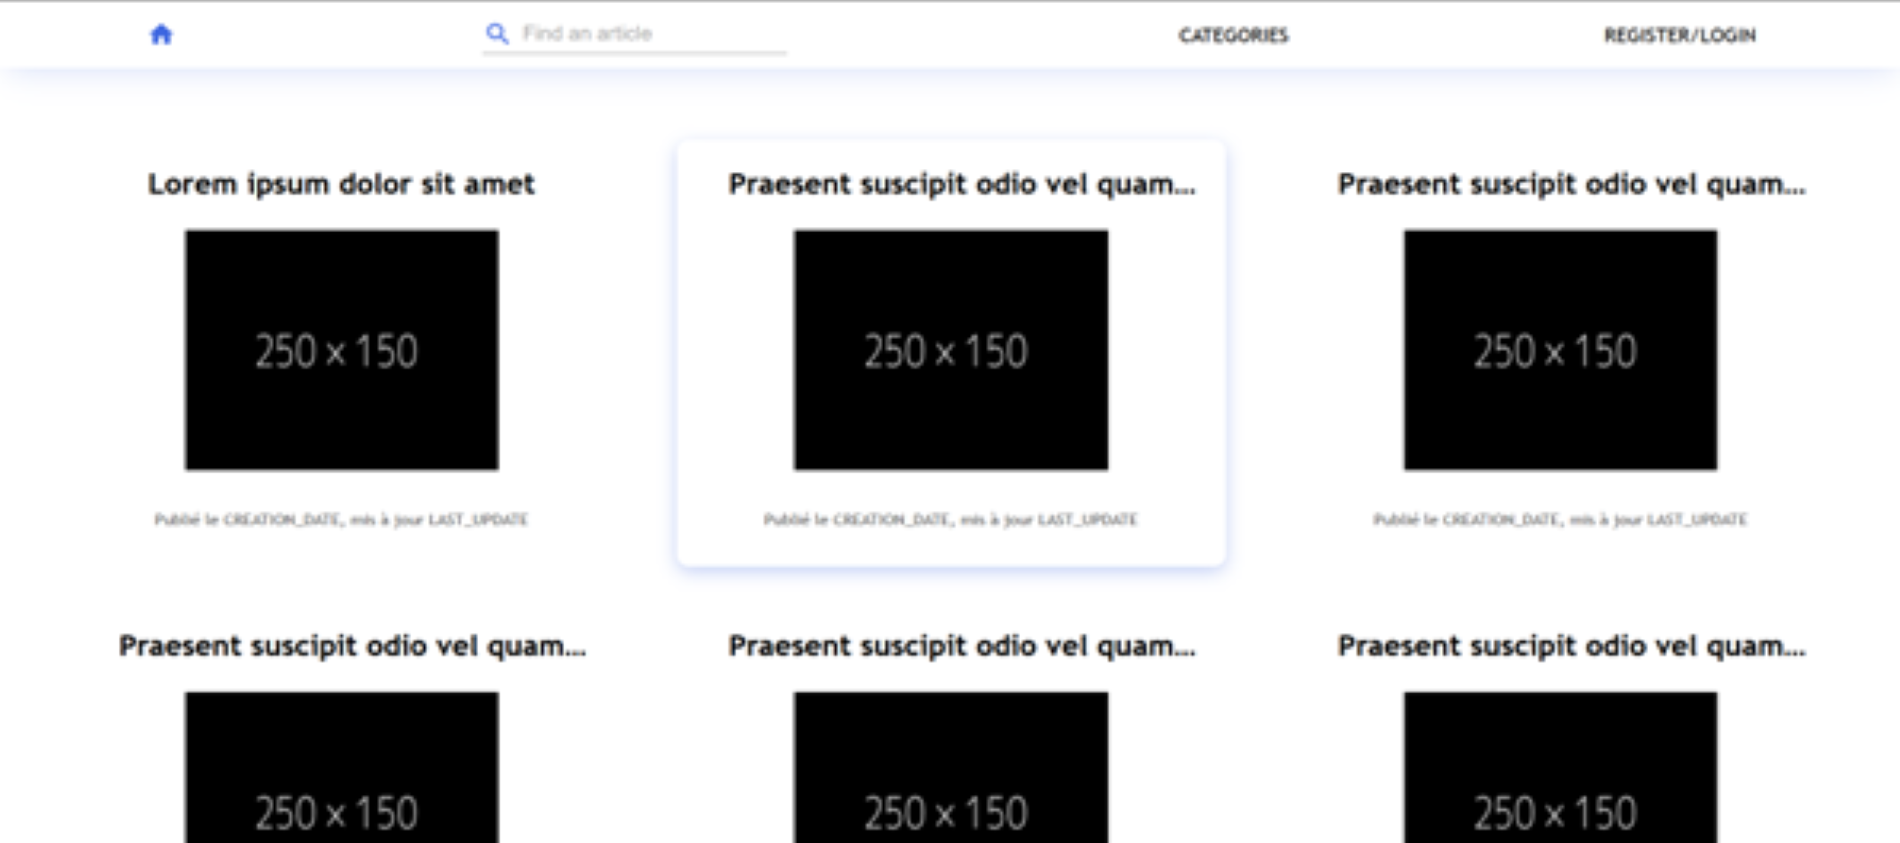 Find an article
CATEGORIES
REGISTER/LOGIN
Lorem ipsum dolor sit amet
Praesent suscipit odio vel quam...
Praesent suscipit odio vel quam...
250 x 150
250 x 150
250 x 150
Publié le CREATION_DATE, mis à jour LAST_UPDATE
Publié le CREATION_DATE, mis à jour LAST_UPDATE
Publié le CREATION_DATE, mis à jour LAST_UPDATE
Praesent suscipit odio vel quam...
Praesent suscipit odio vel quam...
Praesent suscipit odio vel quam...
250 x 150
250 x 150
250 x 150